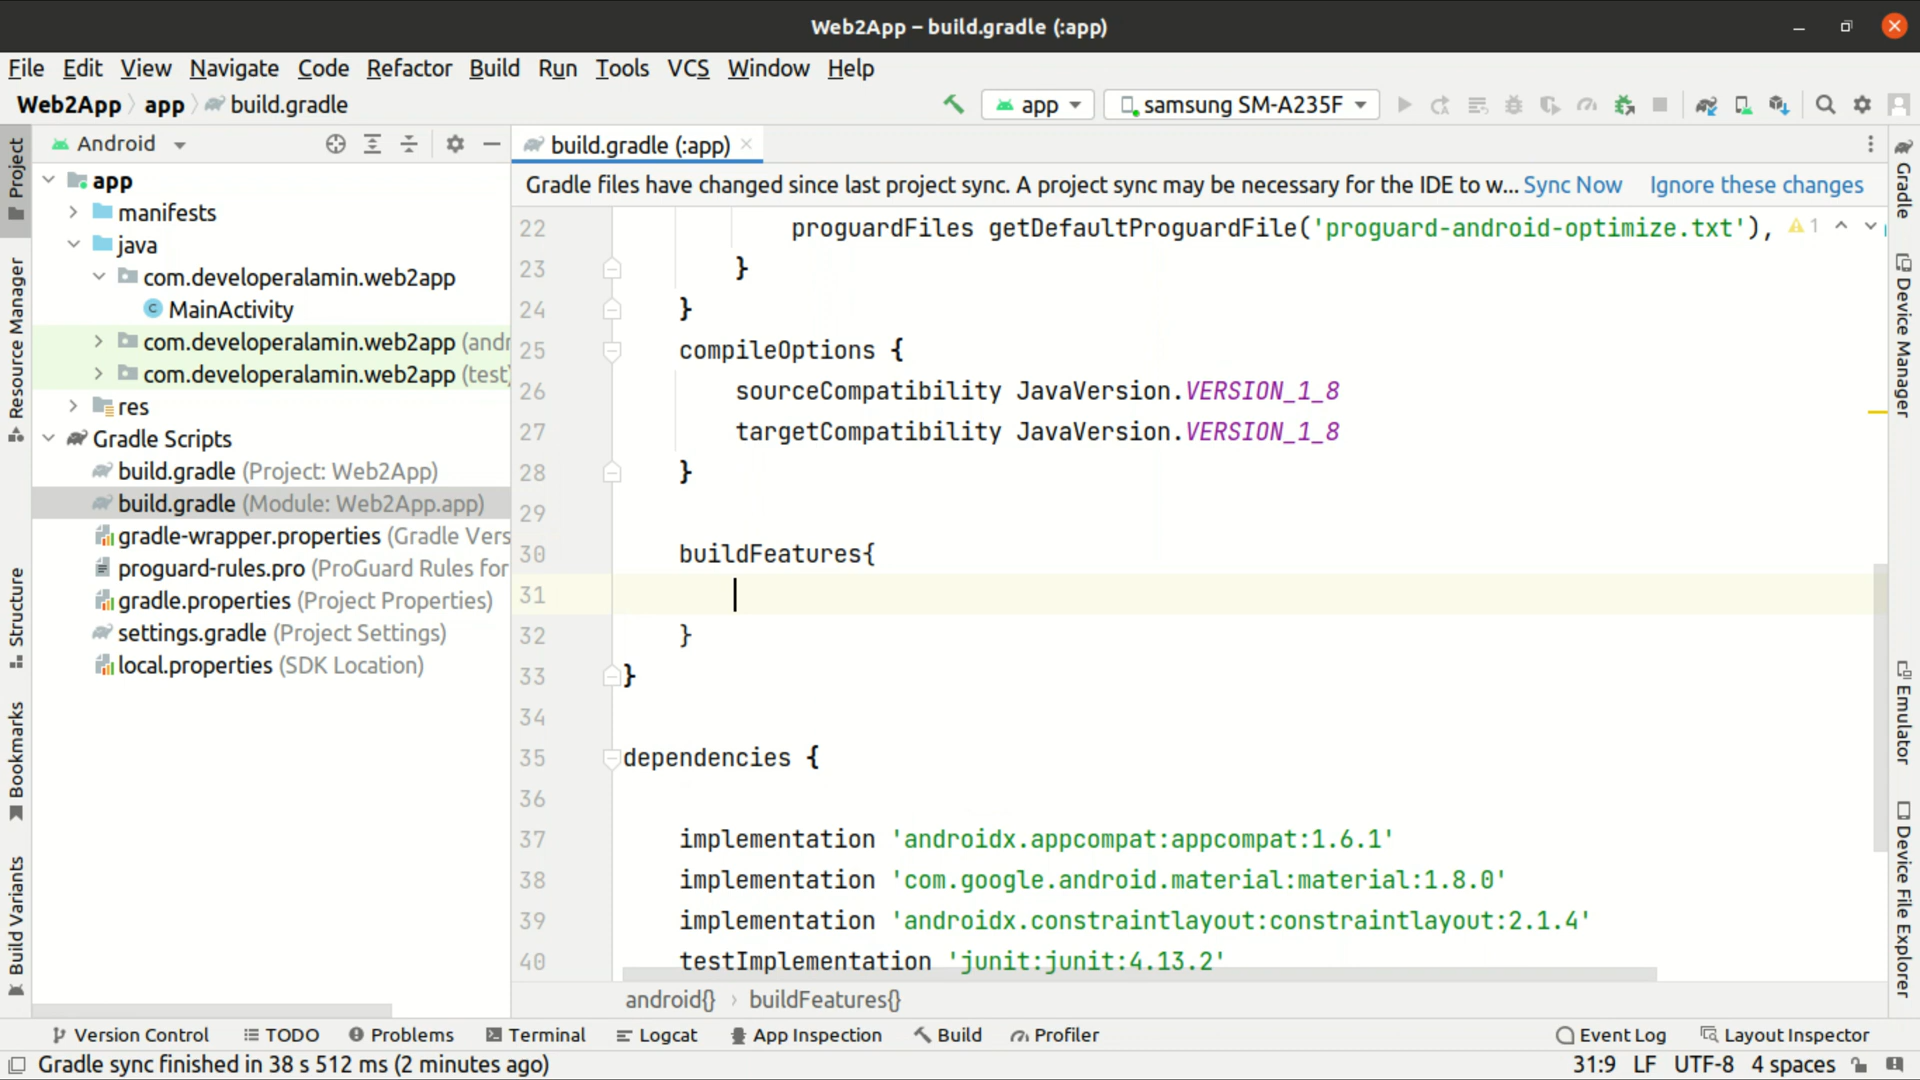 Web2App – build.gradle (:app)
File Edit View Navigate Code Refactor Build Run Tools VCS Window Help
Web2App app build.gradle app samsung SM-A235F
Android
build.gradle (:app)
Gradle files have changed since last project sync. A project sync may be necessary for the IDE to w... Sync Now Ignore these changes
Project
Resource Manager
Structure
Bookmarks
Build Variants
app
manifests
java
com.developeralamin.web2app
MainActivity
com.developeralamin.web2app (andr
com.developeralamin.web2app (test)
res
Gradle Scripts
build.gradle (Project: Web2App)
build.gradle (Module: Web2App.app)
gradle-wrapper.properties (Gradle Vers
proguard-rules.pro (ProGuard Rules for
gradle.properties (Project Properties)
settings.gradle (Project Settings)
local.properties (SDK Location)
22 proguardFiles getDefaultProguardFile('proguard-android-optimize.txt'), 1
23 }
24 }
25 compileOptions {
26 sourceCompatibility JavaVersion.VERSION_1_8
27 targetCompatibility JavaVersion.VERSION_1_8
28 }
29
30 buildFeatures{
31
32 }
33 }
34
35 dependencies {
36
37 implementation 'androidx.appcompat:appcompat:1.6.1'
38 implementation 'com.google.android.material:material:1.8.0'
39 implementation 'androidx.constraintlayout:constraintlayout:2.1.4'
40 testImplementation 'junit:junit:4.13.2'
android{} › buildFeatures{}
Gradle
Device Manager
Emulator
Device File Explorer
Version Control TODO Problems Terminal Logcat App Inspection Build Profiler Event Log Layout Inspector
Gradle sync finished in 38 s 512 ms (2 minutes ago) 31:9 LF UTF-8 4 spaces